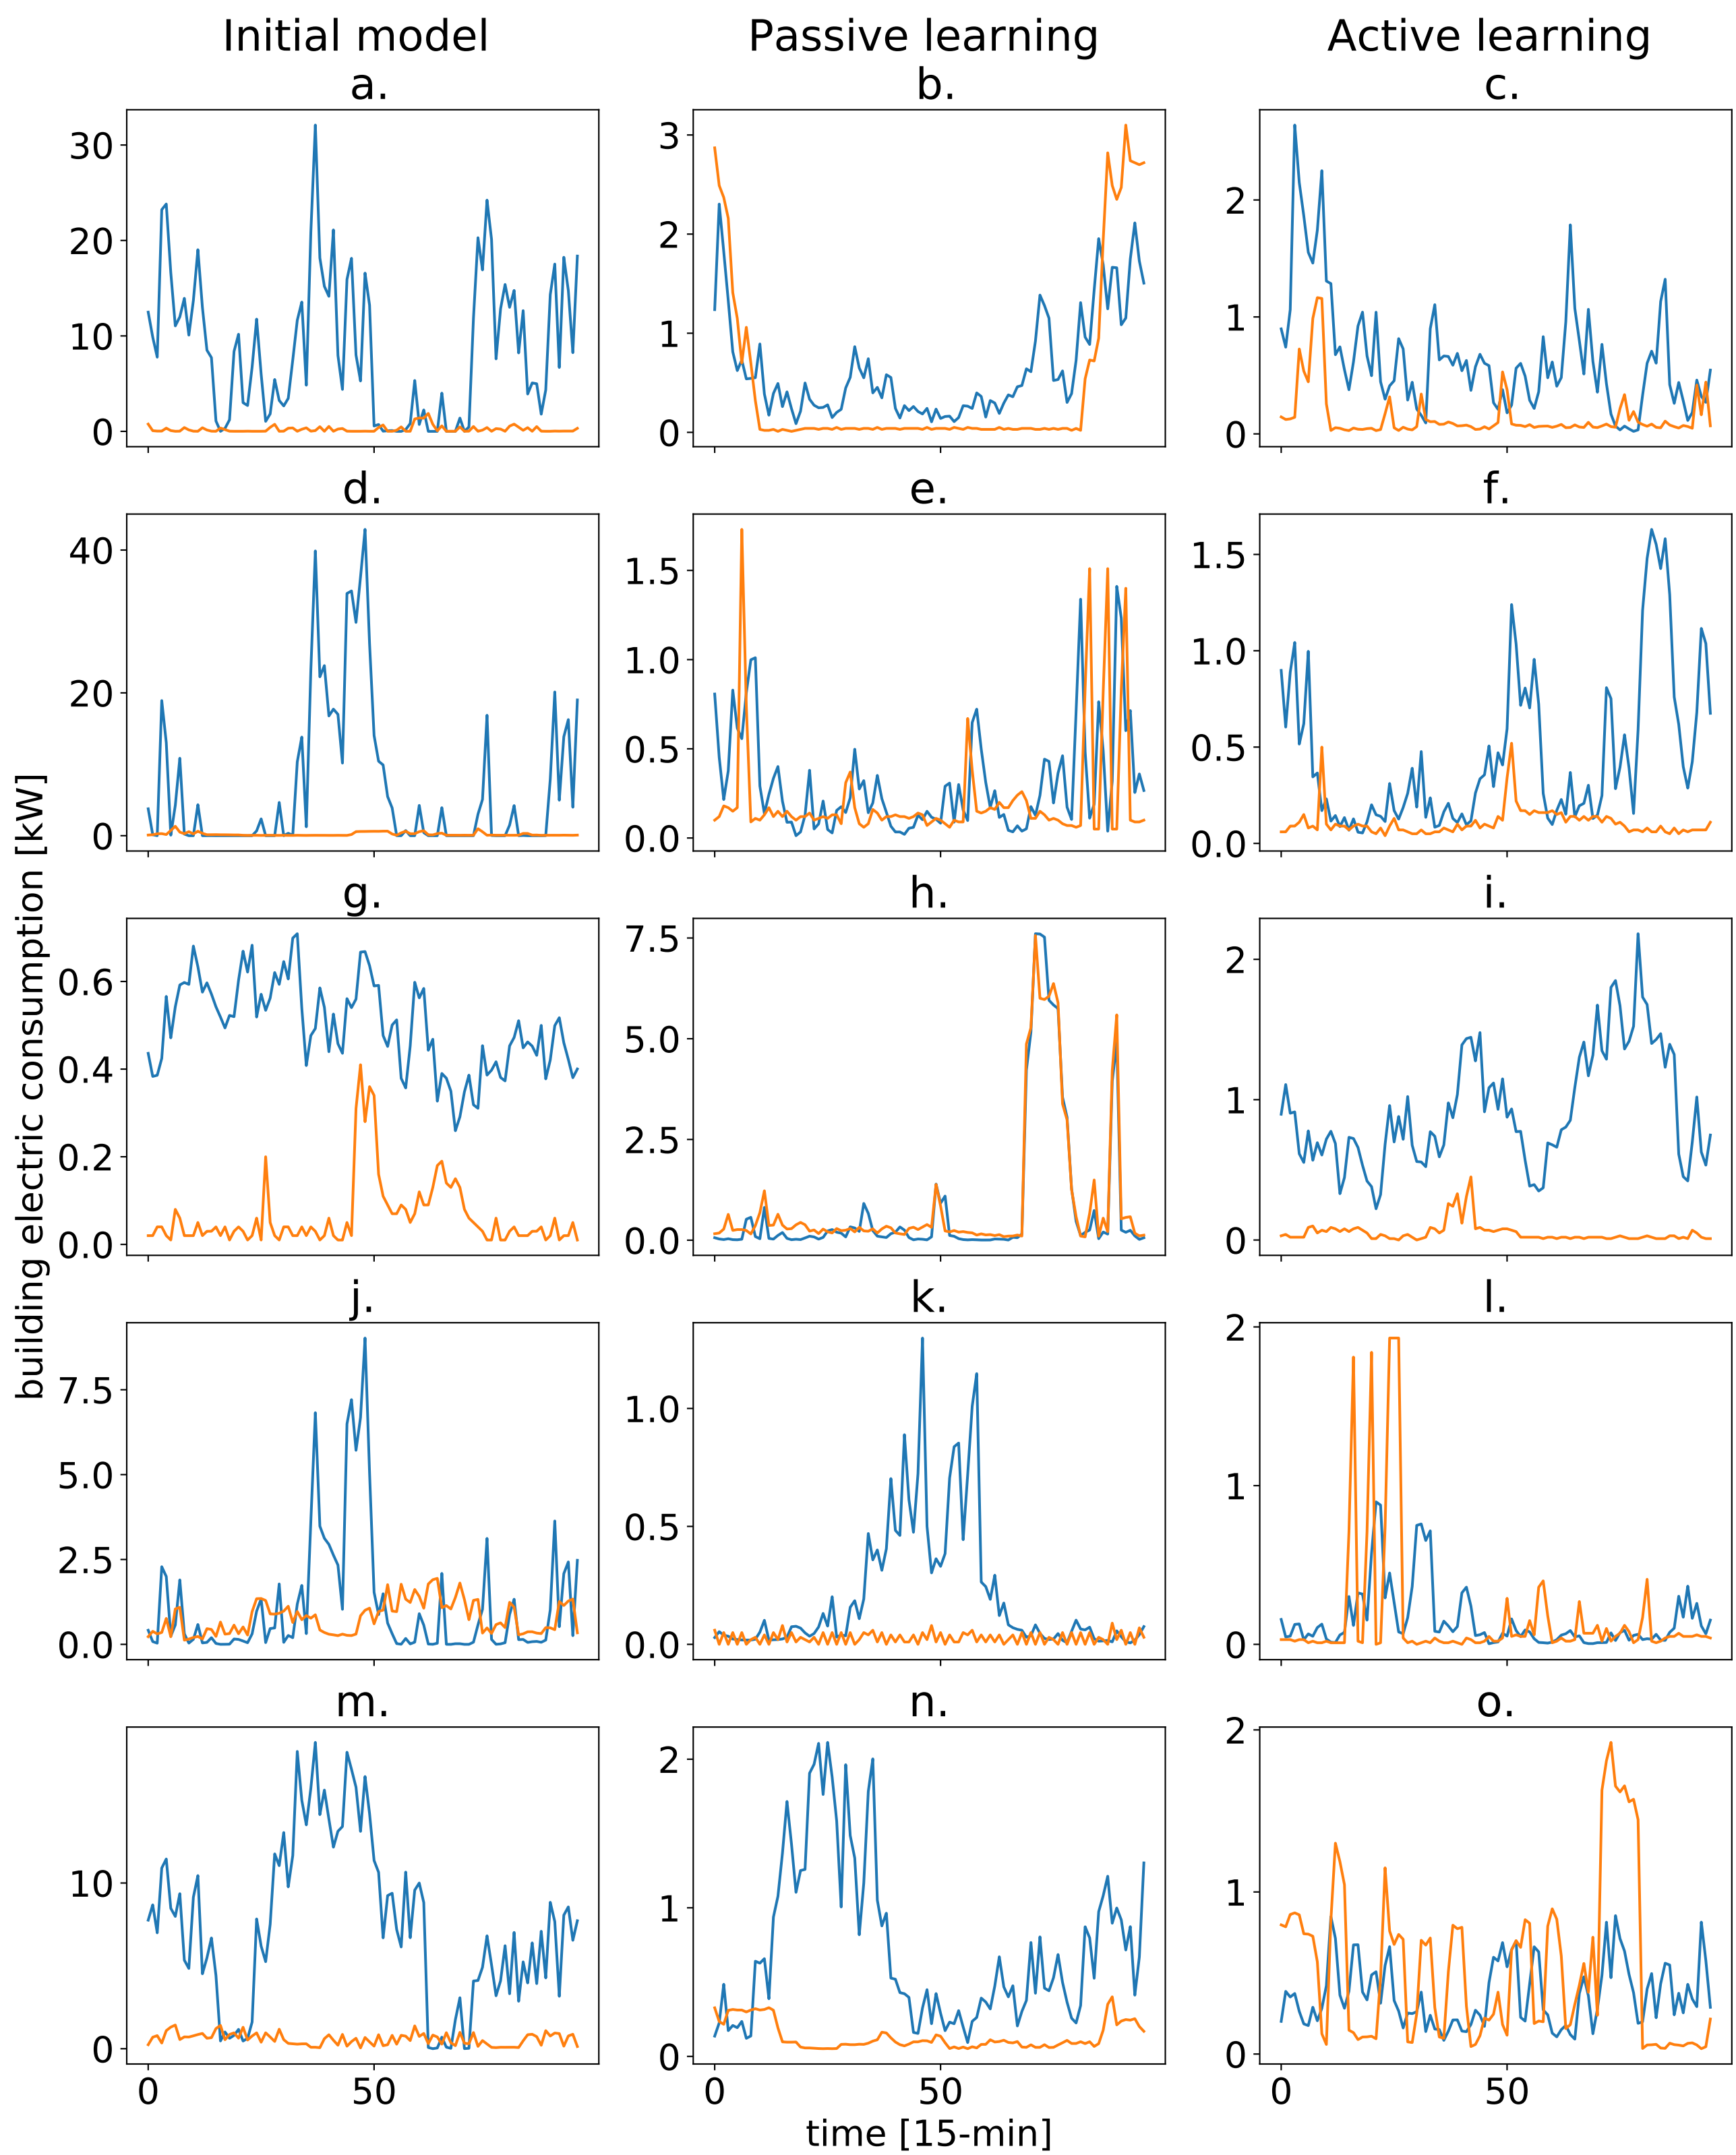 Initial model Passive learning Active learning
a. b. c.
30 3 2
20 2 1
10 1 0
0 0
d. e. f.
40 1.5 1.5
20 1.0 1.0
0 0.5 0.5
0.0 0.0
building electric consumption [kW]
g. h. i.
0.6 7.5 2
0.4 5.0 1
0.2 2.5 0
0.0 0.0
j. k. l.
7.5 1.0 2
5.0 0.5 1
2.5 0.0 0
0.0
m. n. o.
10 2 2
0 1 1
0 0
0 50 0 50 0 50
time [15-min]